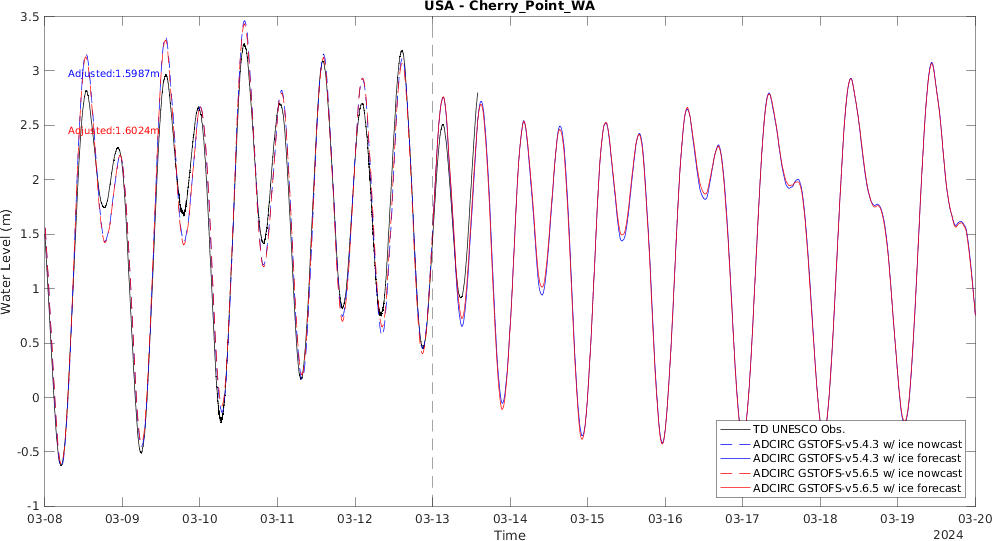 USA - Cherry_Point_WA
3.5
3
2.5
2
1.5
1
0.5
0
-0.5
-1
Water Level (m)
Adjusted:1.5987m
Adjusted:1.6024m
TD UNESCO Obs.
ADCIRC GSTOFS-v5.4.3 w/ ice nowcast
ADCIRC GSTOFS-v5.4.3 w/ ice forecast
ADCIRC GSTOFS-v5.6.5 w/ ice nowcast
ADCIRC GSTOFS-v5.6.5 w/ ice forecast
03-08 03-09 03-10 03-11 03-12 03-13 03-14 03-15 03-16 03-17 03-18 03-19 03-20
Time
2024